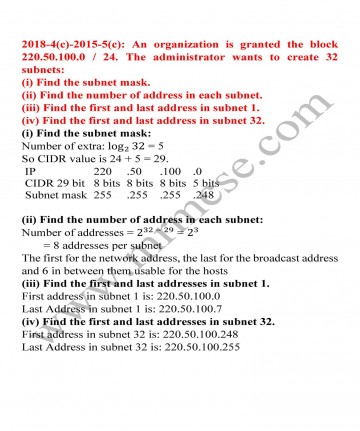 2018-4(c)-2015-5(c): An organization is granted the block
220.50.100.0 / 24. The administrator wants to create 32
subnets:
(i) Find the subnet mask.
(ii) Find the number of address in each subnet.
(iii) Find the first and last address in subnet 1.
(iv) Find the first and last address in subnet 32.
(i) Find the subnet mask:
Number of extra: log₂ 32 = 5
So CIDR value is 24 + 5 = 29.
IP 220 .50 .100 .0
CIDR 29 bit 8 bits 8 bits 8 bits 5 bits
Subnet mask 255 .255 .255 .248
(ii) Find the number of address in each subnet:
Number of addresses = 2³²⁻²⁹ = 2³
= 8 addresses per subnet
The first for the network address, the last for the broadcast address
and 6 in between them usable for the hosts
(iii) Find the first and last addresses in subnet 1.
First address in subnet 1 is: 220.50.100.0
Last Address in subnet 1 is: 220.50.100.7
(iv) Find the first and last addresses in subnet 32.
First address in subnet 32 is: 220.50.100.248
Last Address in subnet 32 is: 220.50.100.255